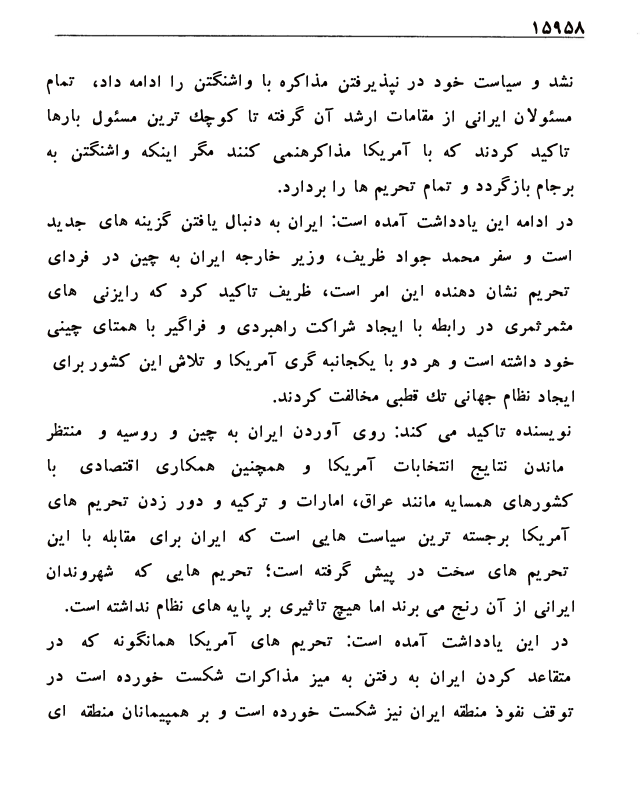 ۱۵۹۵۸
نشد و سیاست خود در نپذیرفتن مذاکره با واشنگتن را ادامه داد، تمام
مسئولان ایرانی از مقامات ارشد آن گرفته تا کوچك ترین مسئول بارها
تاکید کردند که با آمریکا مذاکرهنمی کنند مگر اینکه واشنگتن به
برجام بازگردد و تمام تحریم ها را بردارد.
در ادامه این یادداشت آمده است: ایران به دنبال یافتن گزینه های جدید
است و سفر محمد جواد ظریف، وزیر خارجه ایران به چین در فردای
تحریم نشان دهنده این امر است، ظریف تاکید کرد که رایزنی های
مثمرثمری در رابطه با ایجاد شراکت راهبردی و فراگیر با همتای چینی
خود داشته است و هر دو با یکجانبه گری آمریکا و تلاش این کشور برای
ایجاد نظام جهانی تك قطبی مخالفت کردند.
نویسنده تاکید می کند: روی آوردن ایران به چین و روسیه و منتظر
ماندن نتایج انتخابات آمریکا و همچنین همکاری اقتصادی با
کشورهای همسایه مانند عراق، امارات و ترکیه و دور زدن تحریم های
آمریکا برجسته ترین سیاست هایی است که ایران برای مقابله با این
تحریم های سخت در پیش گرفته است؛ تحریم هایی که شهروندان
ایرانی از آن رنج می برند اما هیچ تاثیری بر پایه های نظام نداشته است.
در این یادداشت آمده است: تحریم های آمریکا همانگونه که در
متقاعد کردن ایران به رفتن به میز مذاکرات شکست خورده است در
توقف نفوذ منطقه ایران نیز شکست خورده است و بر همپیمانان منطقه ای